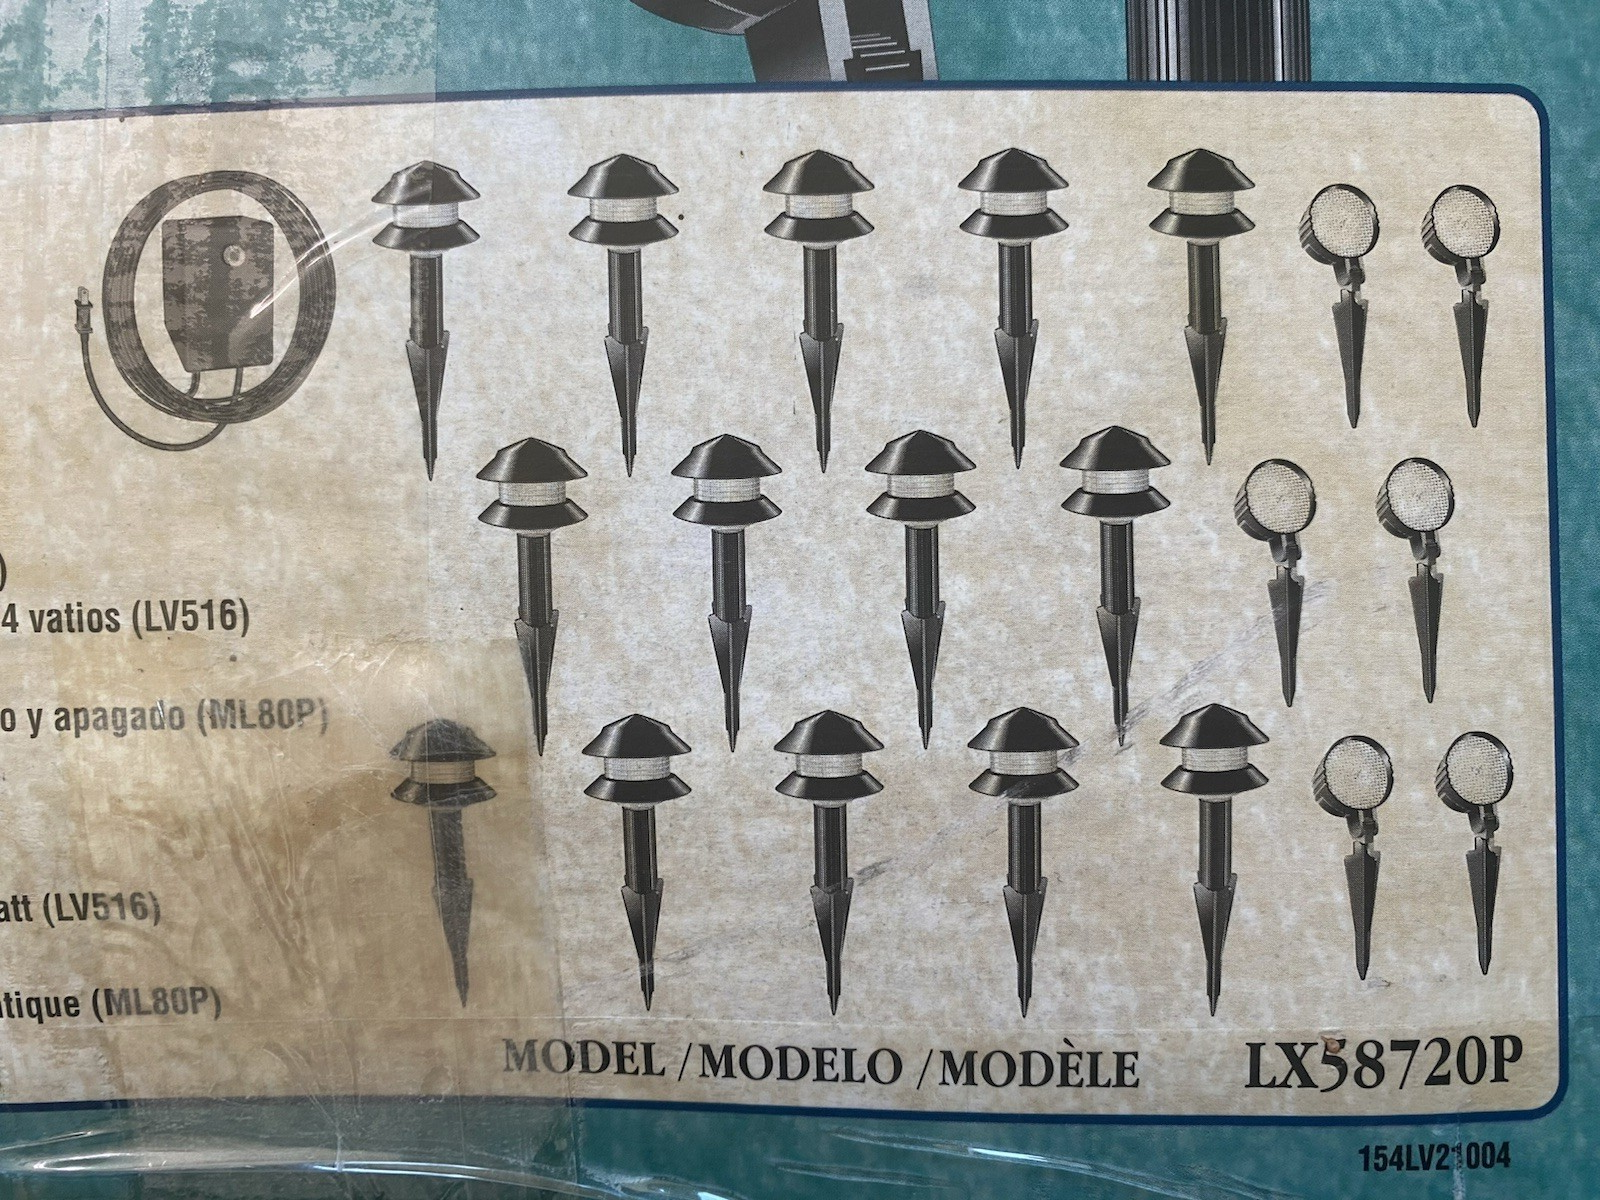 )
4 vatios (LV516)
o y apagado (ML80P)
att (LV516)
tique (ML80P)
MODEL / MODELO / MODÈLE LX58720P
154LV21004